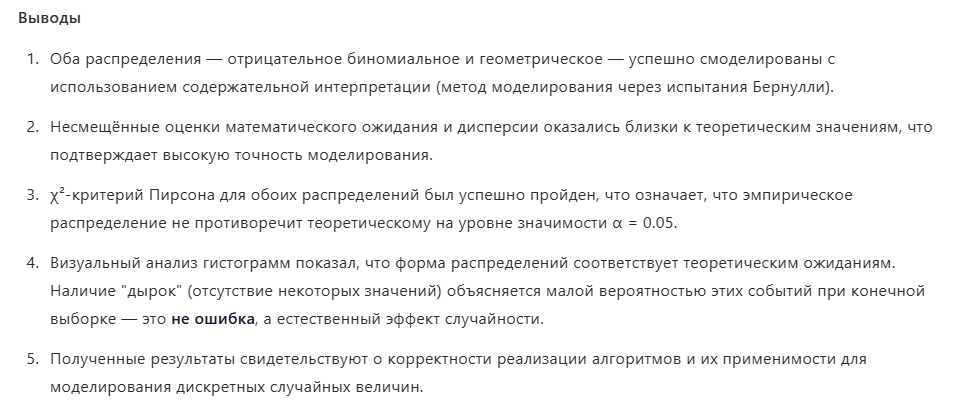 Выводы
1. Оба распределения — отрицательное биномиальное и геометрическое — успешно смоделированы с
использованием содержательной интерпретации (метод моделирования через испытания Бернулли).
2. Несмещённые оценки математического ожидания и дисперсии оказались близки к теоретическим значениям, что
подтверждает высокую точность моделирования.
3. χ²-критерий Пирсона для обоих распределений был успешно пройден, что означает, что эмпирическое
распределение не противоречит теоретическому на уровне значимости α = 0.05.
4. Визуальный анализ гистограмм показал, что форма распределений соответствует теоретическим ожиданиям.
Наличие "дырок" (отсутствие некоторых значений) объясняется малой вероятностью этих событий при конечной
выборке — это не ошибка, а естественный эффект случайности.
5. Полученные результаты свидетельствуют о корректности реализации алгоритмов и их применимости для
моделирования дискретных случайных величин.